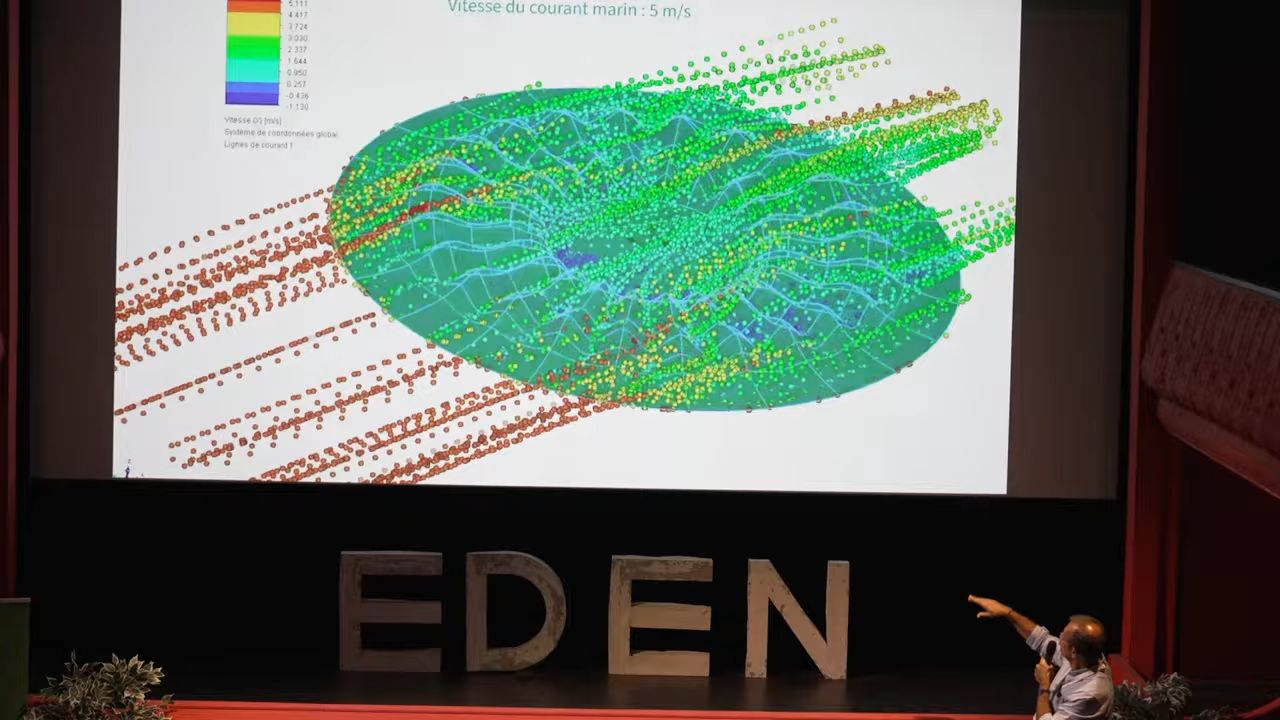 Vitesse du courant marin : 5 m/s
5.111
4.417
3.724
3.030
2.337
1.644
0.950
0.257
-0.436
-1.130
Vitesse (X) [m/s]
Système de coordonnées global
Lignes de courant 1
EDEN